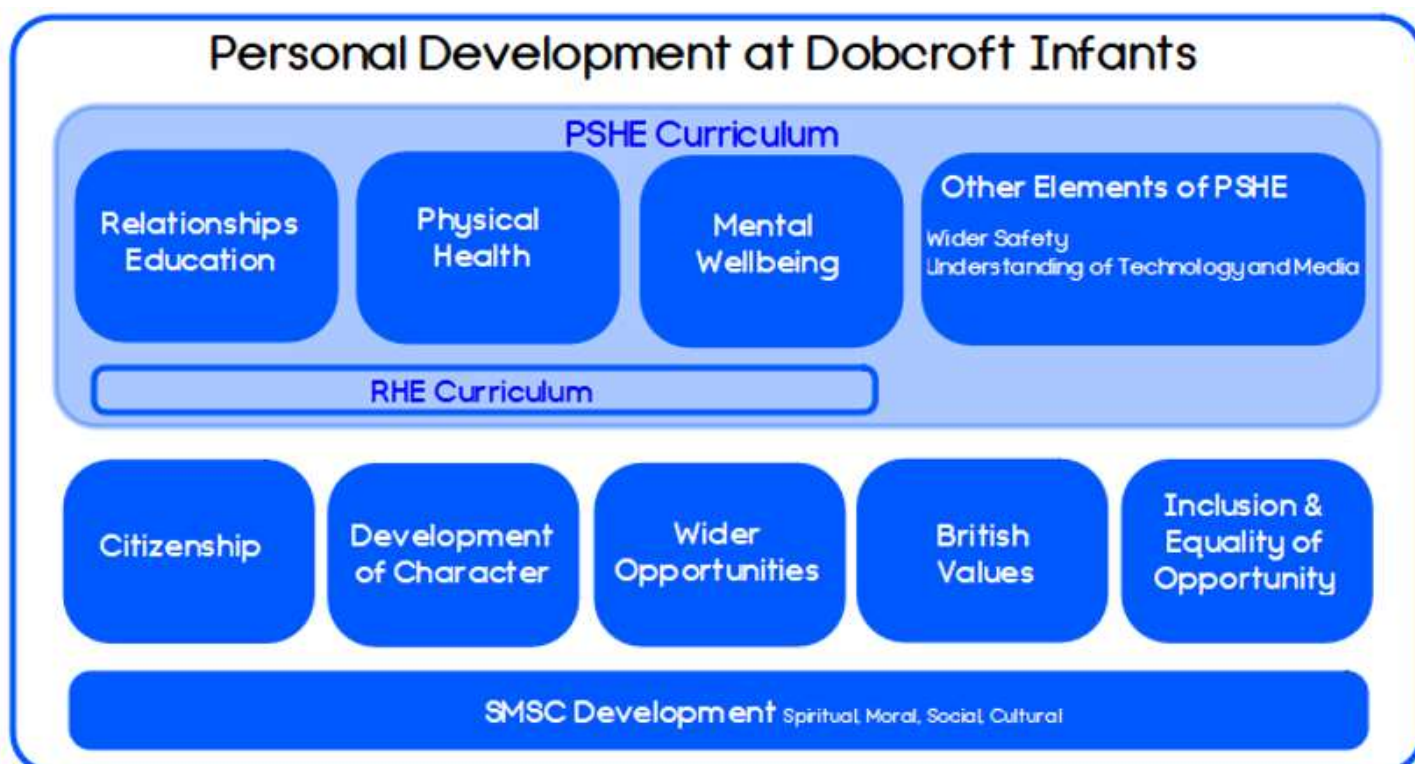 Personal Development at Dobcroft Infants
PSHE Curriculum
Relationships
Education
Physical
Health
Mental
Wellbeing
Other Elements of PSHE
Wider Safety
Understanding of Technology and Media
RHE Curriculum
Citizenship
Development
of Character
Wider
Opportunities
British
Values
Inclusion &
Equality of
Opportunity
SMSC Development Spiritual, Moral, Social, Cultural